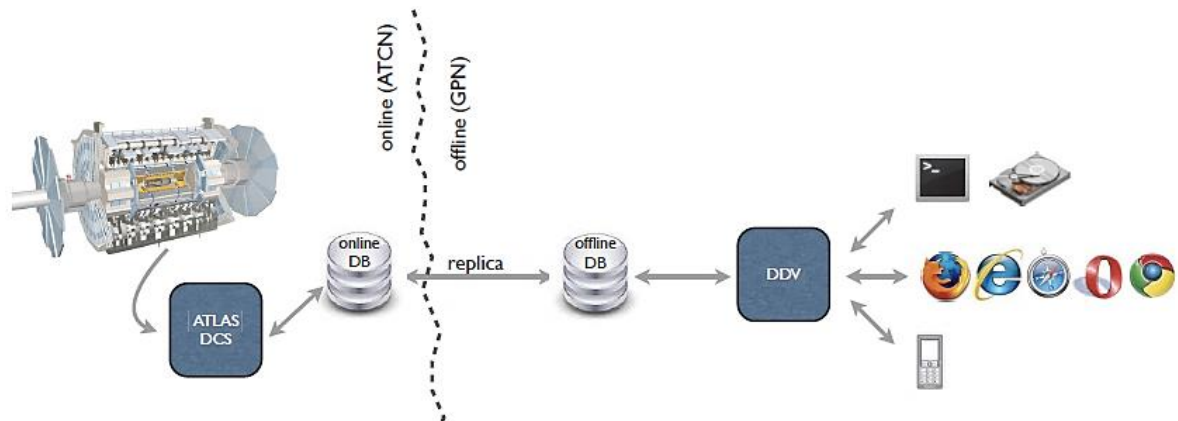 online (ATCN)
offline (GPN)
online
DB
replica
offline
DB
DDV
ATLAS
DCS
>_